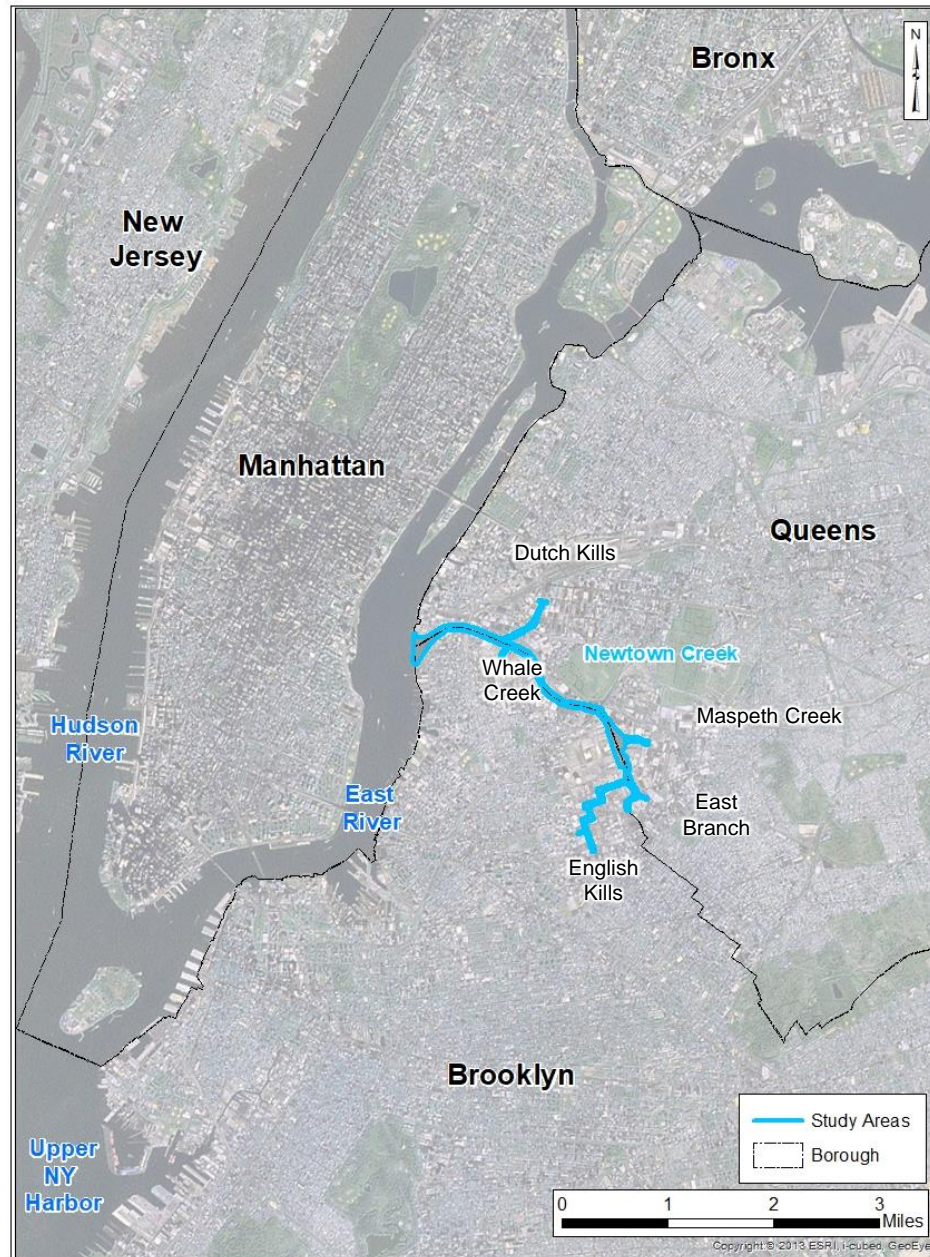 N
Bronx
New
Jersey
Manhattan
Queens
Dutch Kills
Newtown Creek
Whale
Creek
Maspeth Creek
Hudson
River
East
River
East
Branch
English
Kills
Brooklyn
Upper
NY
Harbor
Study Areas
Borough
0 1 2 3
Miles
Copyright © 2013 ESRI, i-cubed, GeoEye